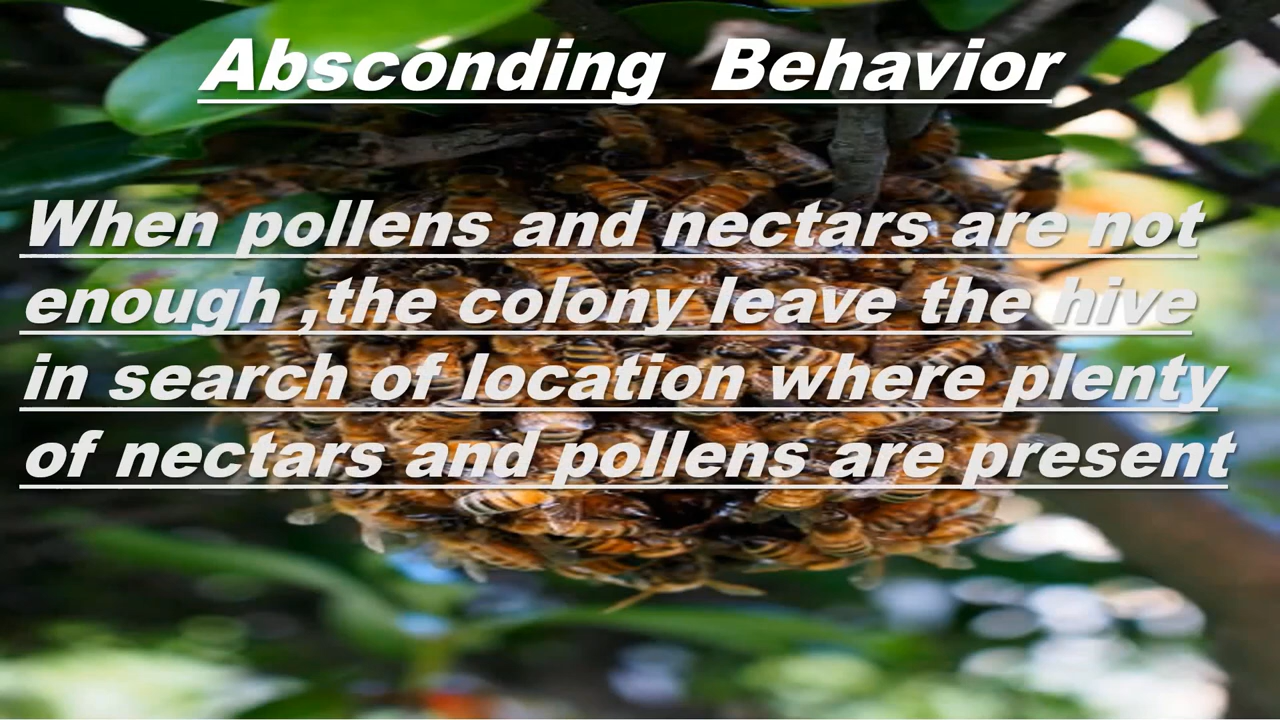 Absconding Behavior
When pollens and nectars are not
enough ,the colony leave the hive
in search of location where plenty
of nectars and pollens are present